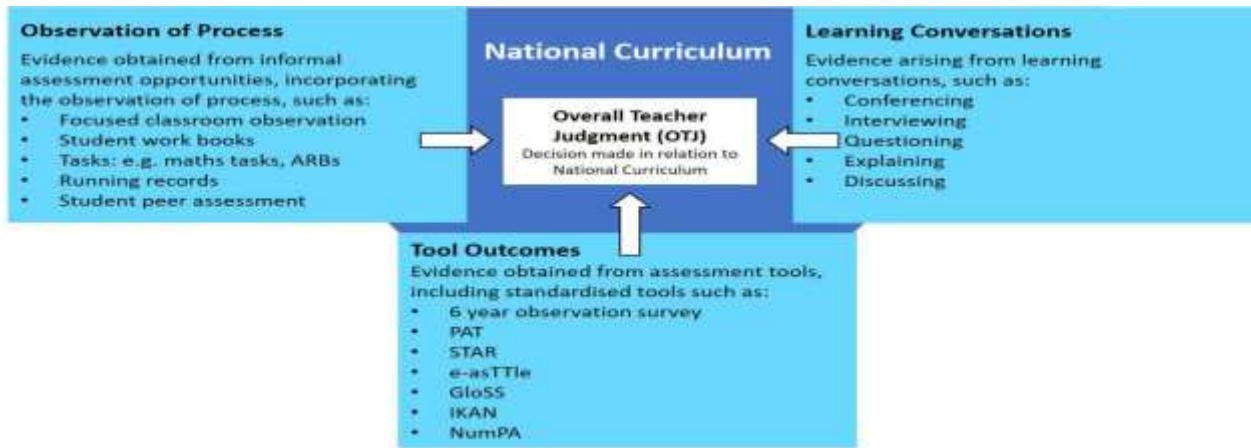 Observation of Process
Evidence obtained from informal
assessment opportunities, incorporating
the observation of process, such as:
• Focused classroom observation
• Student work books
• Tasks: e.g. maths tasks, ARBs
• Running records
• Student peer assessment
National Curriculum
Overall Teacher
Judgment (OTJ)
Decision made in relation to
National Curriculum
Learning Conversations
Evidence arising from learning
conversations, such as:
• Conferencing
• Interviewing
• Questioning
• Explaining
• Discussing
Tool Outcomes
Evidence obtained from assessment tools,
including standardised tools such as:
• 6 year observation survey
• PAT
• STAR
• e-asTTle
• GloSS
• IKAN
• NumPA